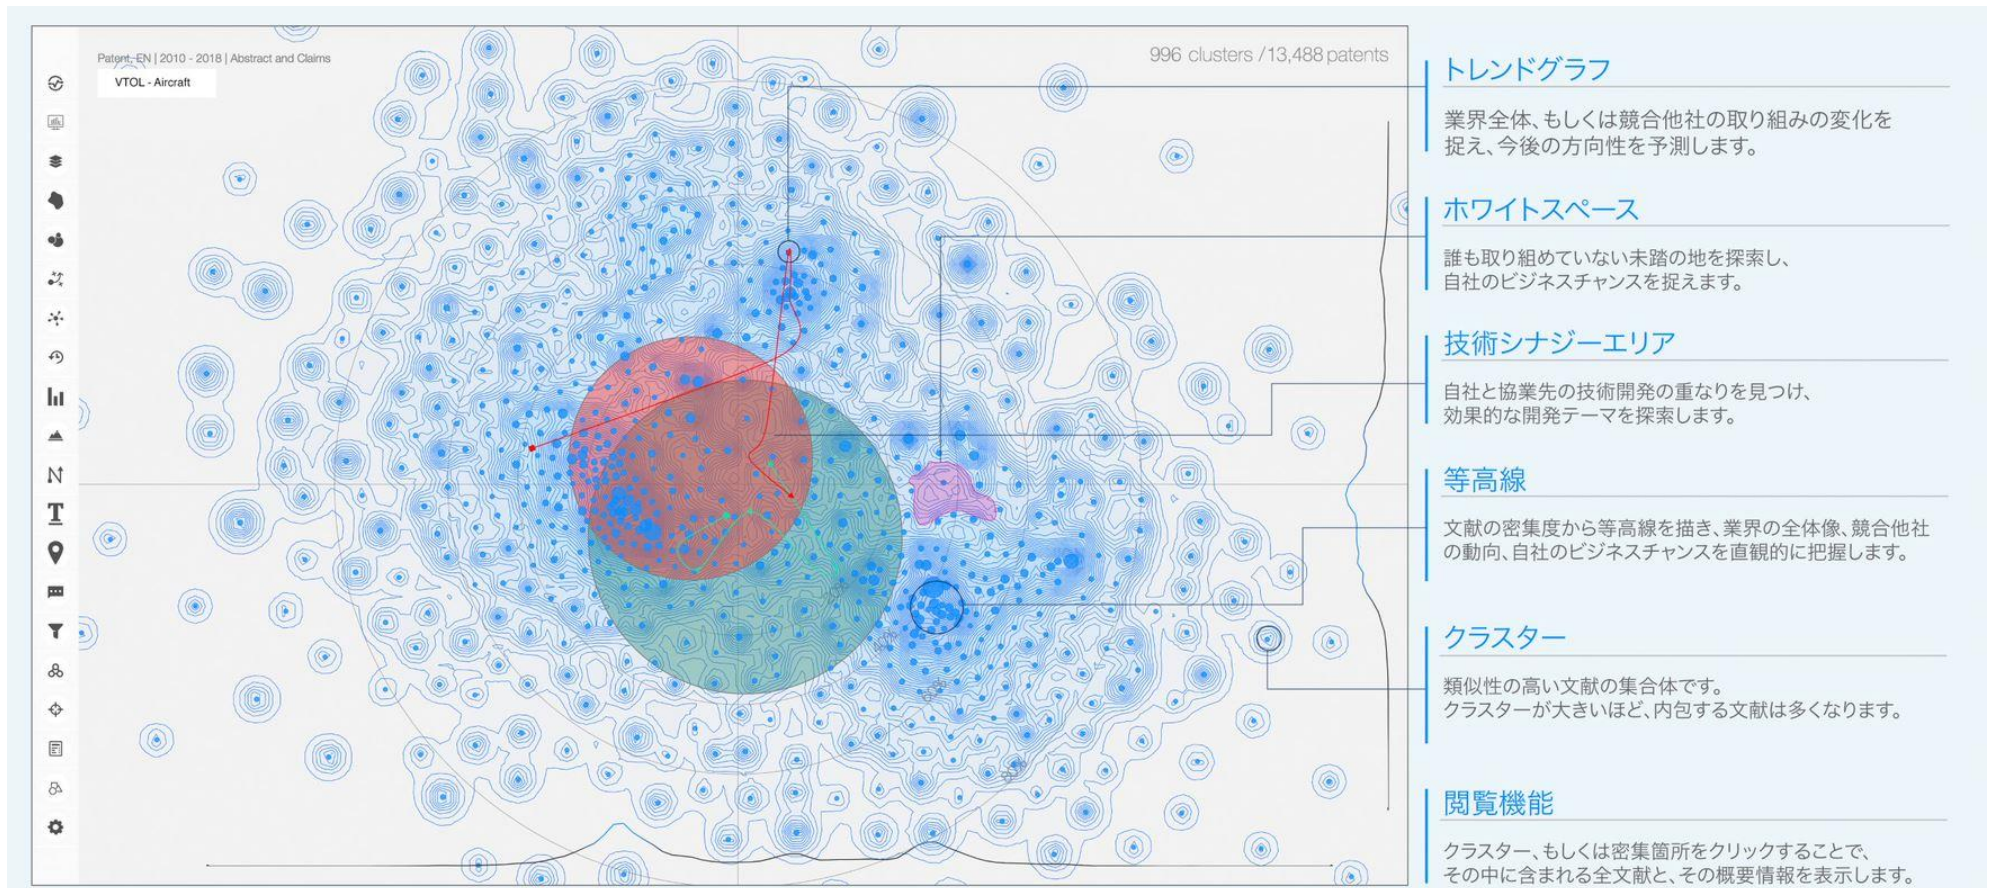 Patent, EN | 2010 - 2018 | Abstract and Claims
VTOL - Aircraft
996 clusters /13,488 patents
トレンドグラフ
業界全体、もしくは競合他社の取り組みの変化を
捉え、今後の方向性を予測します。
ホワイトスペース
誰も取り組めていない未踏の地を探索し、
自社のビジネスチャンスを捉えます。
技術シナジーエリア
自社と協業先の技術開発の重なりを見つけ、
効果的な開発テーマを探索します。
等高線
文献の密集度から等高線を描き、業界の全体像、競合他社
の動向、自社のビジネスチャンスを直観的に把握します。
クラスター
類似性の高い文献の集合体です。
クラスターが大きいほど、内包する文献は多くなります。
閲覧機能
クラスター、もしくは密集箇所をクリックすることで、
その中に含まれる全文献と、その概要情報を表示します。
40%
60%
80%